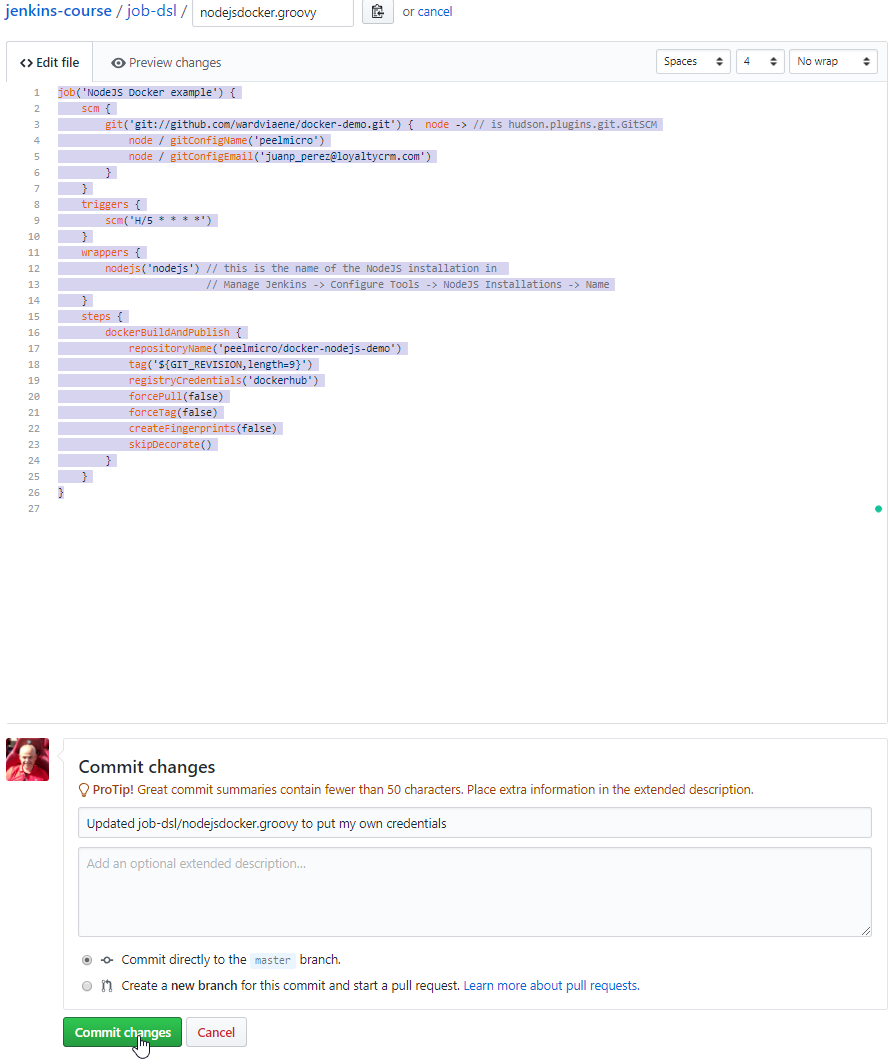 jenkins-course / job-dsl / nodejsdocker.groovy or cancel
<> Edit file Preview changes Spaces 4 No wrap
1 job('NodeJS Docker example') {
2 scm {
3 git('git://github.com/wardviaene/docker-demo.git') { node -> // is hudson.plugins.git.GitSCM
4 node / gitConfigName('peelmicro')
5 node / gitConfigEmail('juanp_perez@loyaltycrm.com')
6 }
7 }
8 triggers {
9 scm('H/5 * * * *')
10 }
11 wrappers {
12 nodejs('nodejs') // this is the name of the NodeJS installation in
13 // Manage Jenkins -> Configure Tools -> NodeJS Installations -> Name
14 }
15 steps {
16 dockerBuildAndPublish {
17 repositoryName('peelmicro/docker-nodejs-demo')
18 tag('${GIT_REVISION,length=9}')
19 registryCredentials('dockerhub')
20 forcePull(false)
21 forceTag(false)
22 createFingerprints(false)
23 skipDecorate()
24 }
25 }
26 }
27
Commit changes
ProTip! Great commit summaries contain fewer than 50 characters. Place extra information in the extended description.
Updated job-dsl/nodejsdocker.groovy to put my own credentials
Add an optional extended description...
Commit directly to the master branch.
Create a new branch for this commit and start a pull request. Learn more about pull requests.
Commit changes Cancel